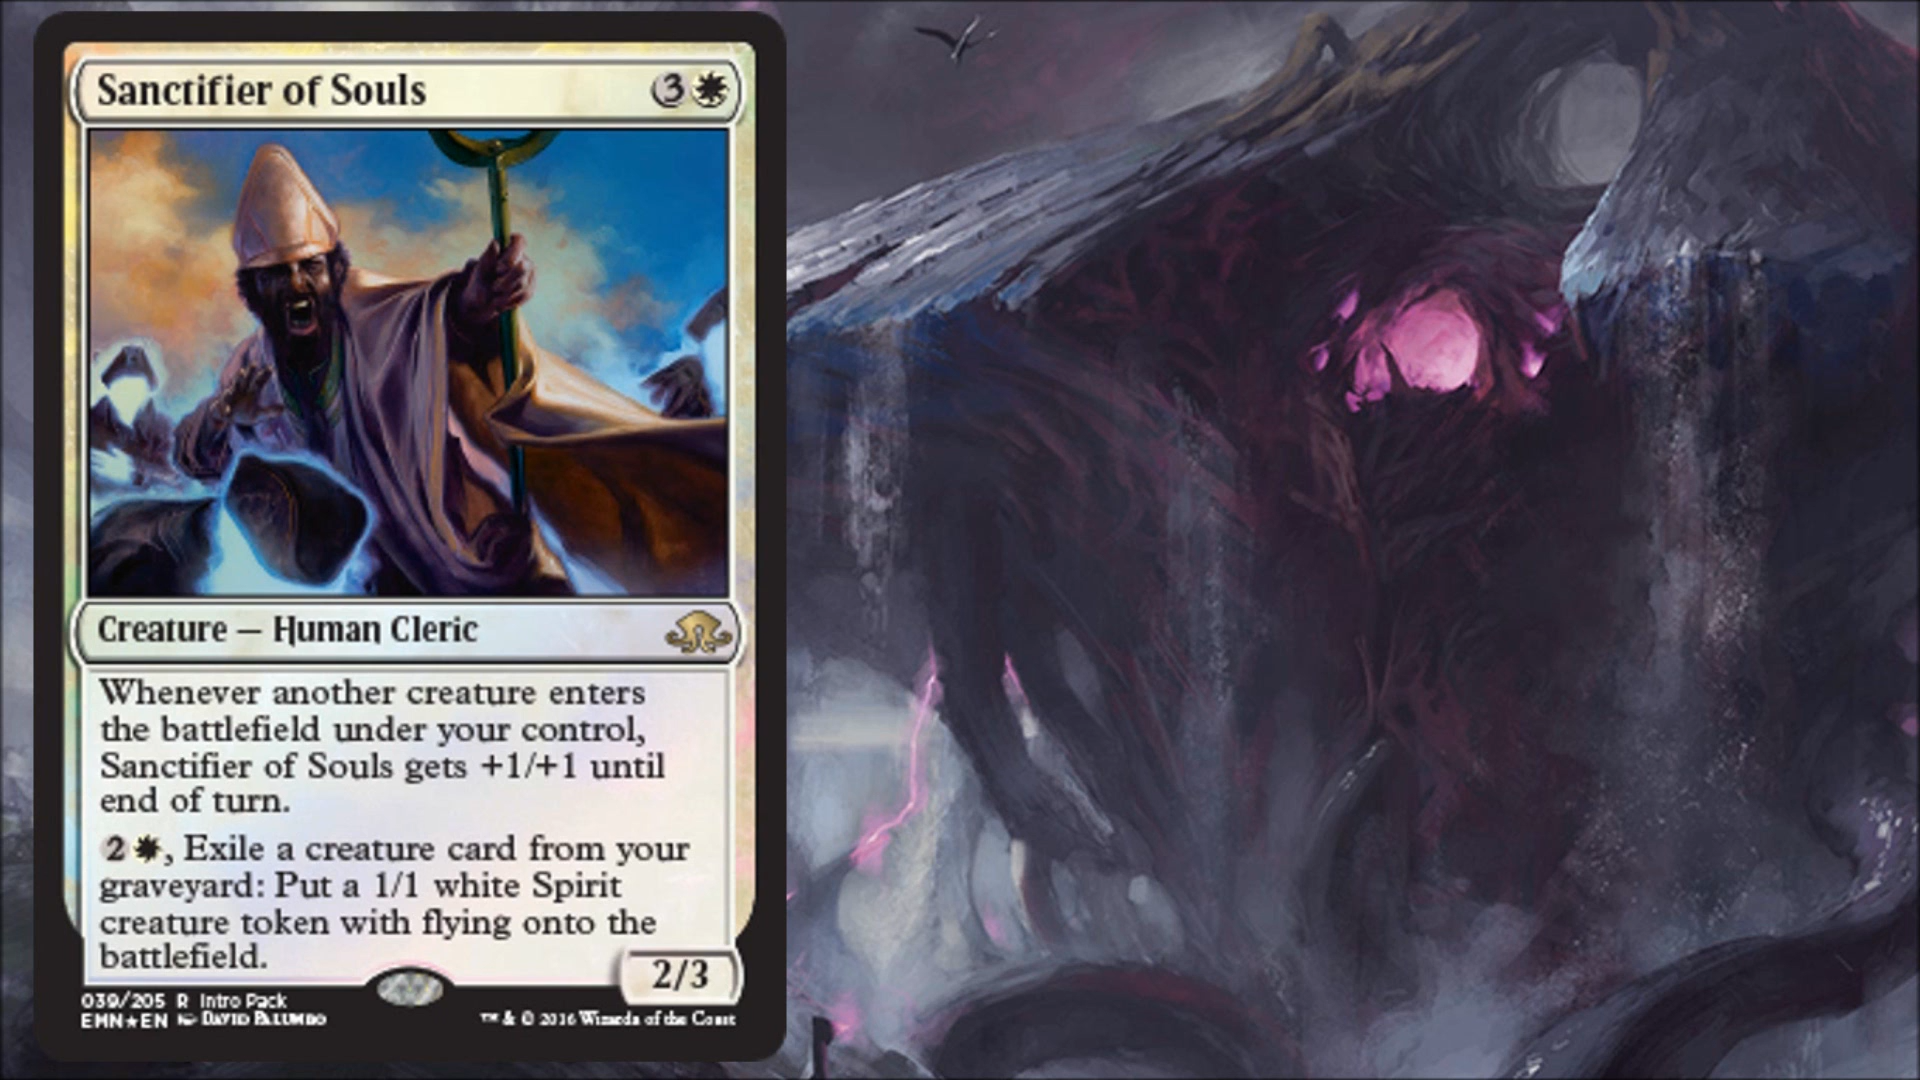 Sanctifier of Souls 3
Creature — Human Cleric
Whenever another creature enters
the battlefield under your control,
Sanctifier of Souls gets +1/+1 until
end of turn.
2 , Exile a creature card from your
graveyard: Put a 1/1 white Spirit
creature token with flying onto the
battlefield.
2/3
039/205 R Intro Pack
EMN★EN DAVID PALUMBO
™ & © 2016 Wizards of the Coast